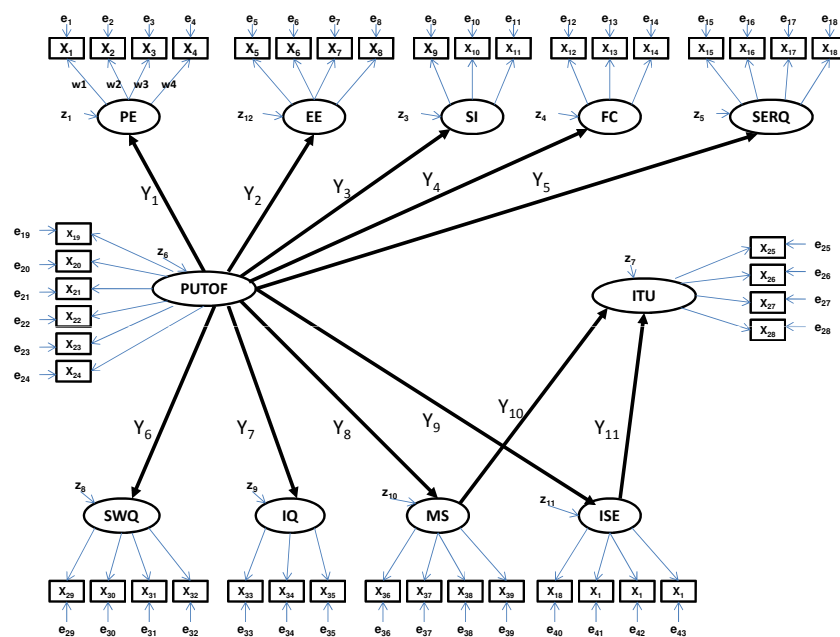 e1 e2 e3 e4 e5 e6 e7 e8 e9 e10 e11 e12 e13 e14 e15 e16 e17 e18
X1 X2 X3 X4 X5 X6 X7 X8 X9 X10 X11 X12 X13 X14 X15 X16 X17 X18
w1 w2 w3 w4
z1 PE z12 EE z3 SI z4 FC z5 SERQ
Y1 Y2 Y3 Y4 Y5
e19 X19
e20 X20
e21 X21
e22 X22
e23 X23
e24 X24
z6
PUTOF
z7
ITU
X25 e25
X26 e26
X27 e27
X28 e28
Y6 Y7 Y8 Y9 Y10 Y11
z8 z9 z10 z11
SWQ IQ MS ISE
X29 X30 X31 X32 X33 X34 X35 X36 X37 X38 X39 X18 X1 X1 X1
e29 e30 e31 e32 e33 e34 e35 e36 e37 e38 e39 e40 e41 e42 e43